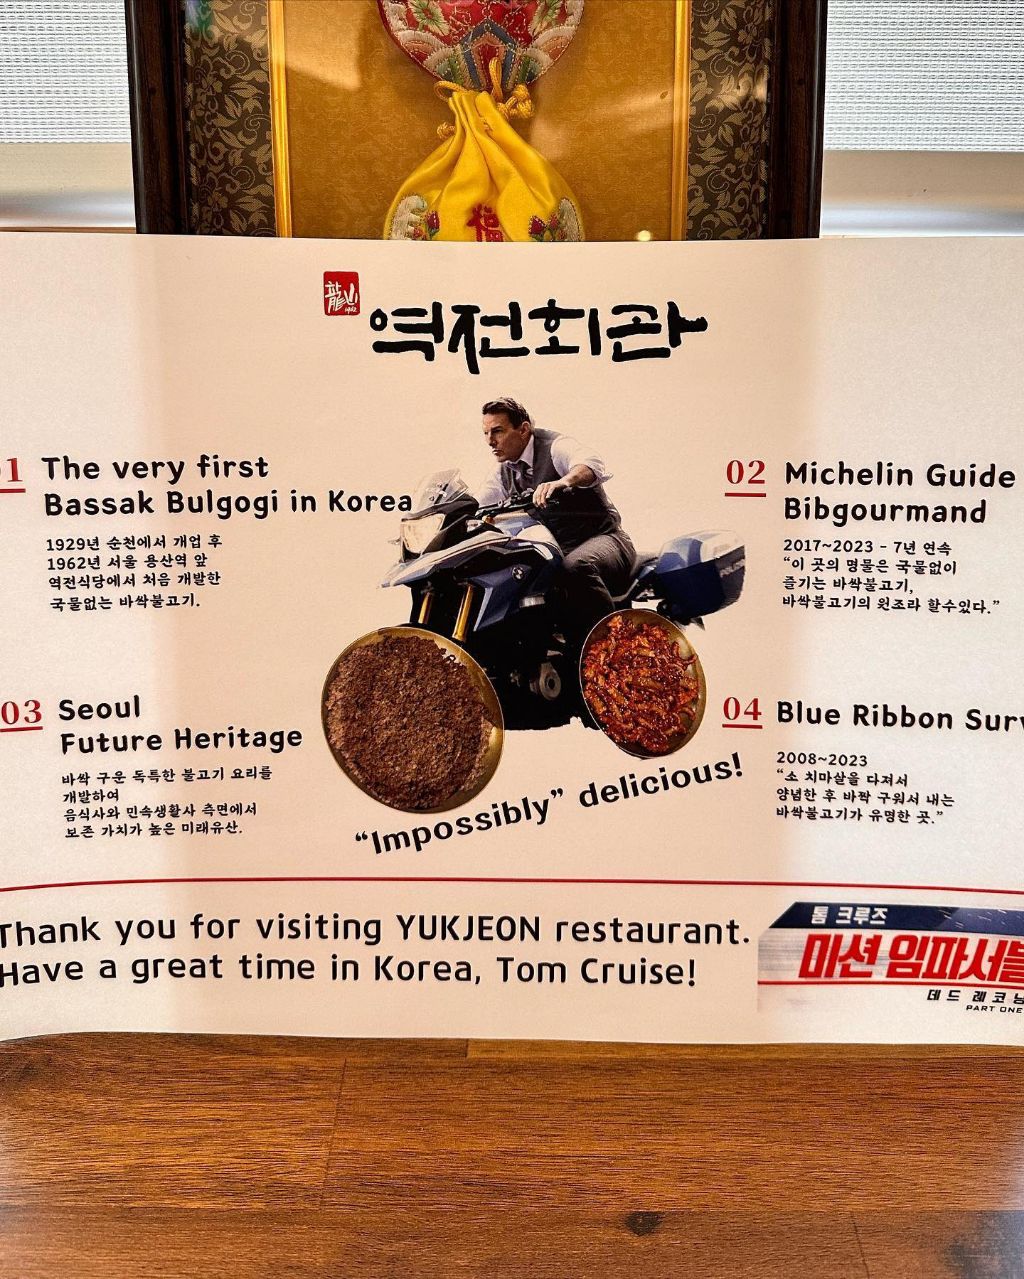 福
龍山
1962
역전회관
01 The very first
Bassak Bulgogi in Korea
1929년 순천에서 개업 후
1962년 서울 용산역 앞
역전식당에서 처음 개발한
국물없는 바싹불고기.
02 Michelin Guide
Bibgourmand
2017~2023 - 7년 연속
“이 곳의 명물은 국물없이
즐기는 바싹불고기,
바싹불고기의 원조라 할수있다.”
03 Seoul
Future Heritage
바싹 구운 독특한 불고기 요리를
개발하여
음식사와 민속생활사 측면에서
보존 가치가 높은 미래유산.
04 Blue Ribbon Surv
2008~2023
“소 치마살을 다져서
양념한 후 바짝 구워서 내는
바싹불고기가 유명한 곳.”
“Impossibly” delicious!
Thank you for visiting YUKJEON restaurant.
Have a great time in Korea, Tom Cruise!
톰 크루즈
미션 임파서블
데드 레코닝
PART ONE